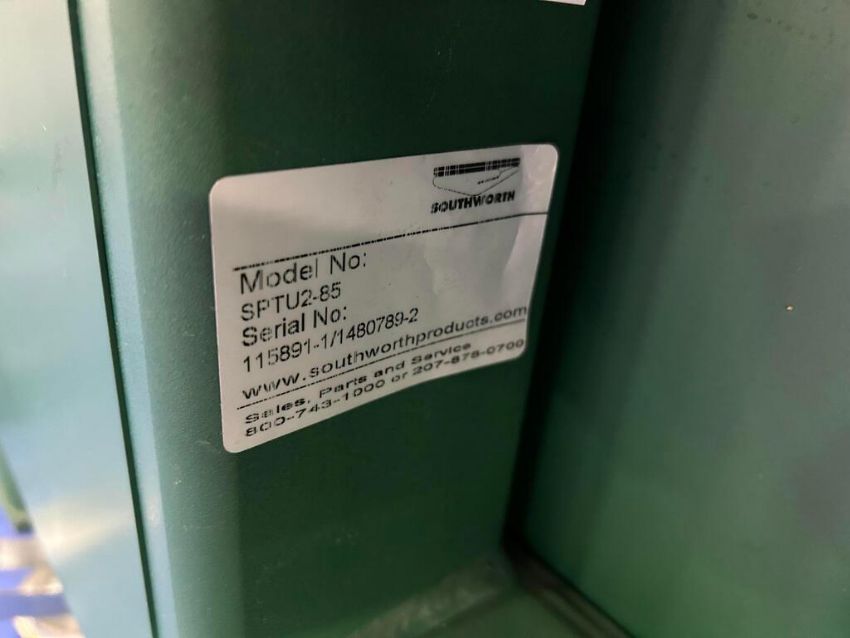 SOUTHWORTH
Model No:
SPTU2-85
Serial No:
115891-1/1480789-2
www.southworthproducts.com
Sales, Parts and Service
800-743-1000 or 207-878-0700